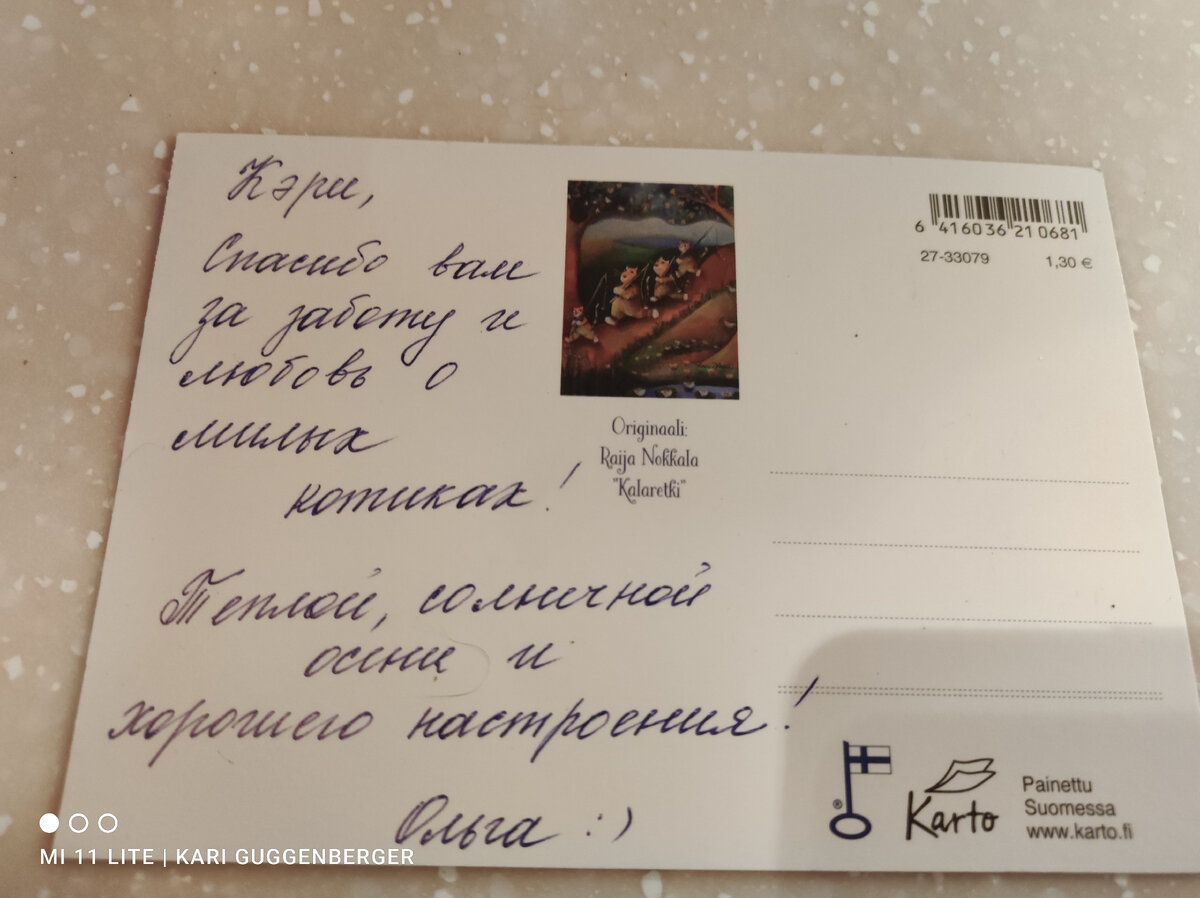 Кэри,
Спасибо вам
за заботу и
любовь о
милых
котиках!
Теплой, солничной
осени и
хорошего настроения!
Ольга :)
Originaali:
Raija Nokkala
"Kalaretki"
6 416036 210681
27-33079 1,30 €
Karto
Painettu
Suomessa
www.karto.fi
MI 11 LITE | KARI GUGGENBERGER